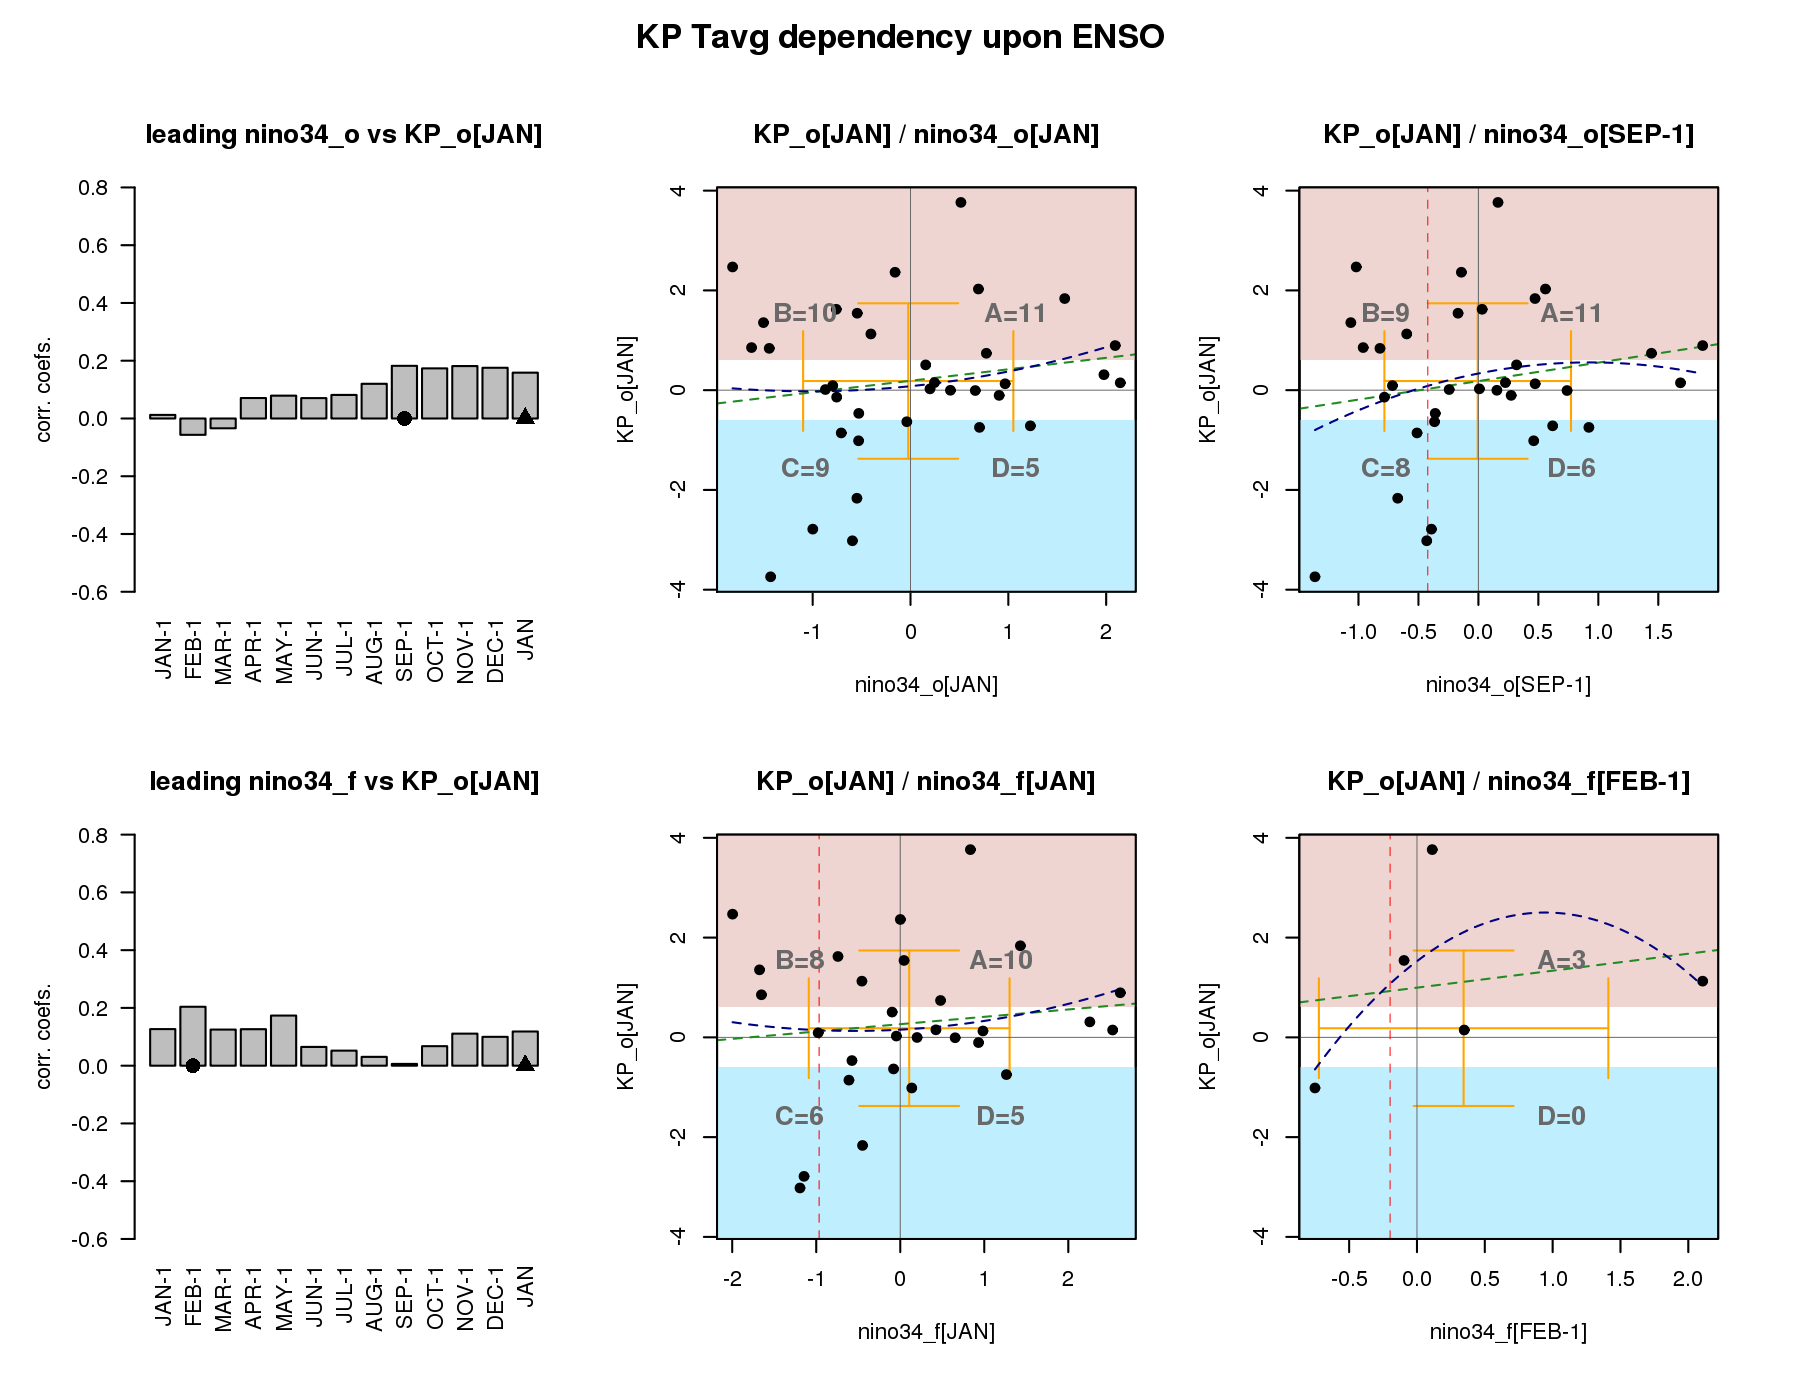 KP Tavg dependency upon ENSO
leading nino34_o vs KP_o[JAN]
0.8
0.6
0.4
0.2
0.0
-0.2
-0.4
-0.6
corr. coefs.
JAN-1
FEB-1
MAR-1
APR-1
MAY-1
JUN-1
JUL-1
AUG-1
SEP-1
OCT-1
NOV-1
DEC-1
JAN
KP_o[JAN] / nino34_o[JAN]
4
2
0
-2
-4
KP_o[JAN]
B=10
A=11
C=9
D=5
-1 0 1 2
nino34_o[JAN]
KP_o[JAN] / nino34_o[SEP-1]
4
2
0
-2
-4
KP_o[JAN]
B=9
A=11
C=8
D=6
-1.0 -0.5 0.0 0.5 1.0 1.5
nino34_o[SEP-1]
leading nino34_f vs KP_o[JAN]
0.8
0.6
0.4
0.2
0.0
-0.2
-0.4
-0.6
corr. coefs.
JAN-1
FEB-1
MAR-1
APR-1
MAY-1
JUN-1
JUL-1
AUG-1
SEP-1
OCT-1
NOV-1
DEC-1
JAN
KP_o[JAN] / nino34_f[JAN]
4
2
0
-2
-4
KP_o[JAN]
B=8
A=10
C=6
D=5
-2 -1 0 1 2
nino34_f[JAN]
KP_o[JAN] / nino34_f[FEB-1]
4
2
0
-2
-4
KP_o[JAN]
A=3
D=0
-0.5 0.0 0.5 1.0 1.5 2.0
nino34_f[FEB-1]